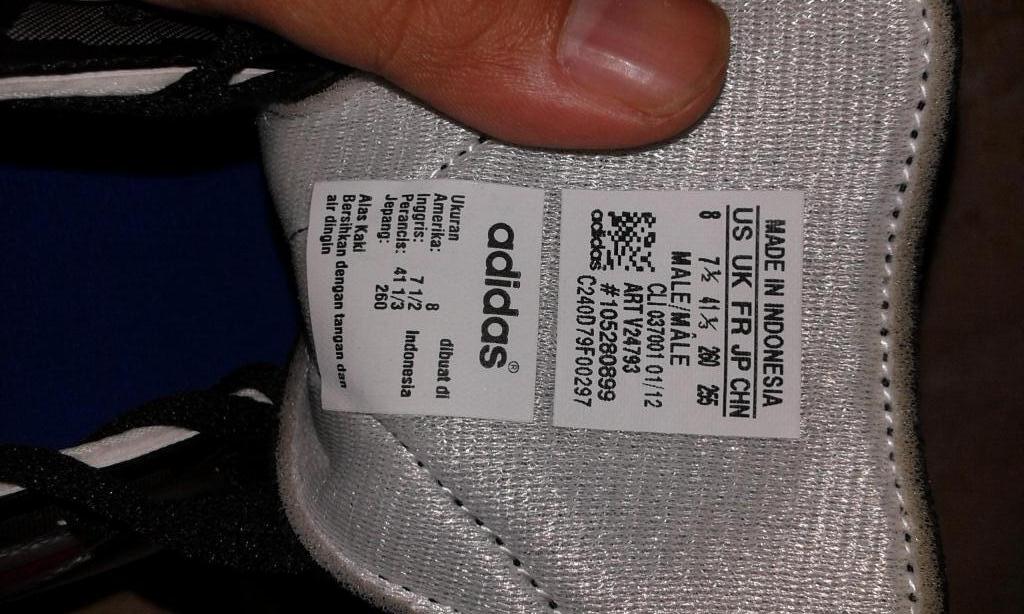 MADE IN INDONESIA
US UK FR JP CHN
8 7½ 41⅓ 260 255
MALE/MÂLE
CLI 037001 01/12
ART V24793
#105280899
adidas C240D79F00297
adidas®
Ukuran dibuat di
Amerika: 8
Inggris: 7 1/2 Indonesia
Perancis: 41 1/3
Jepang: 260
Alas Kaki
Bersihkan dengan tangan dan
air dingin